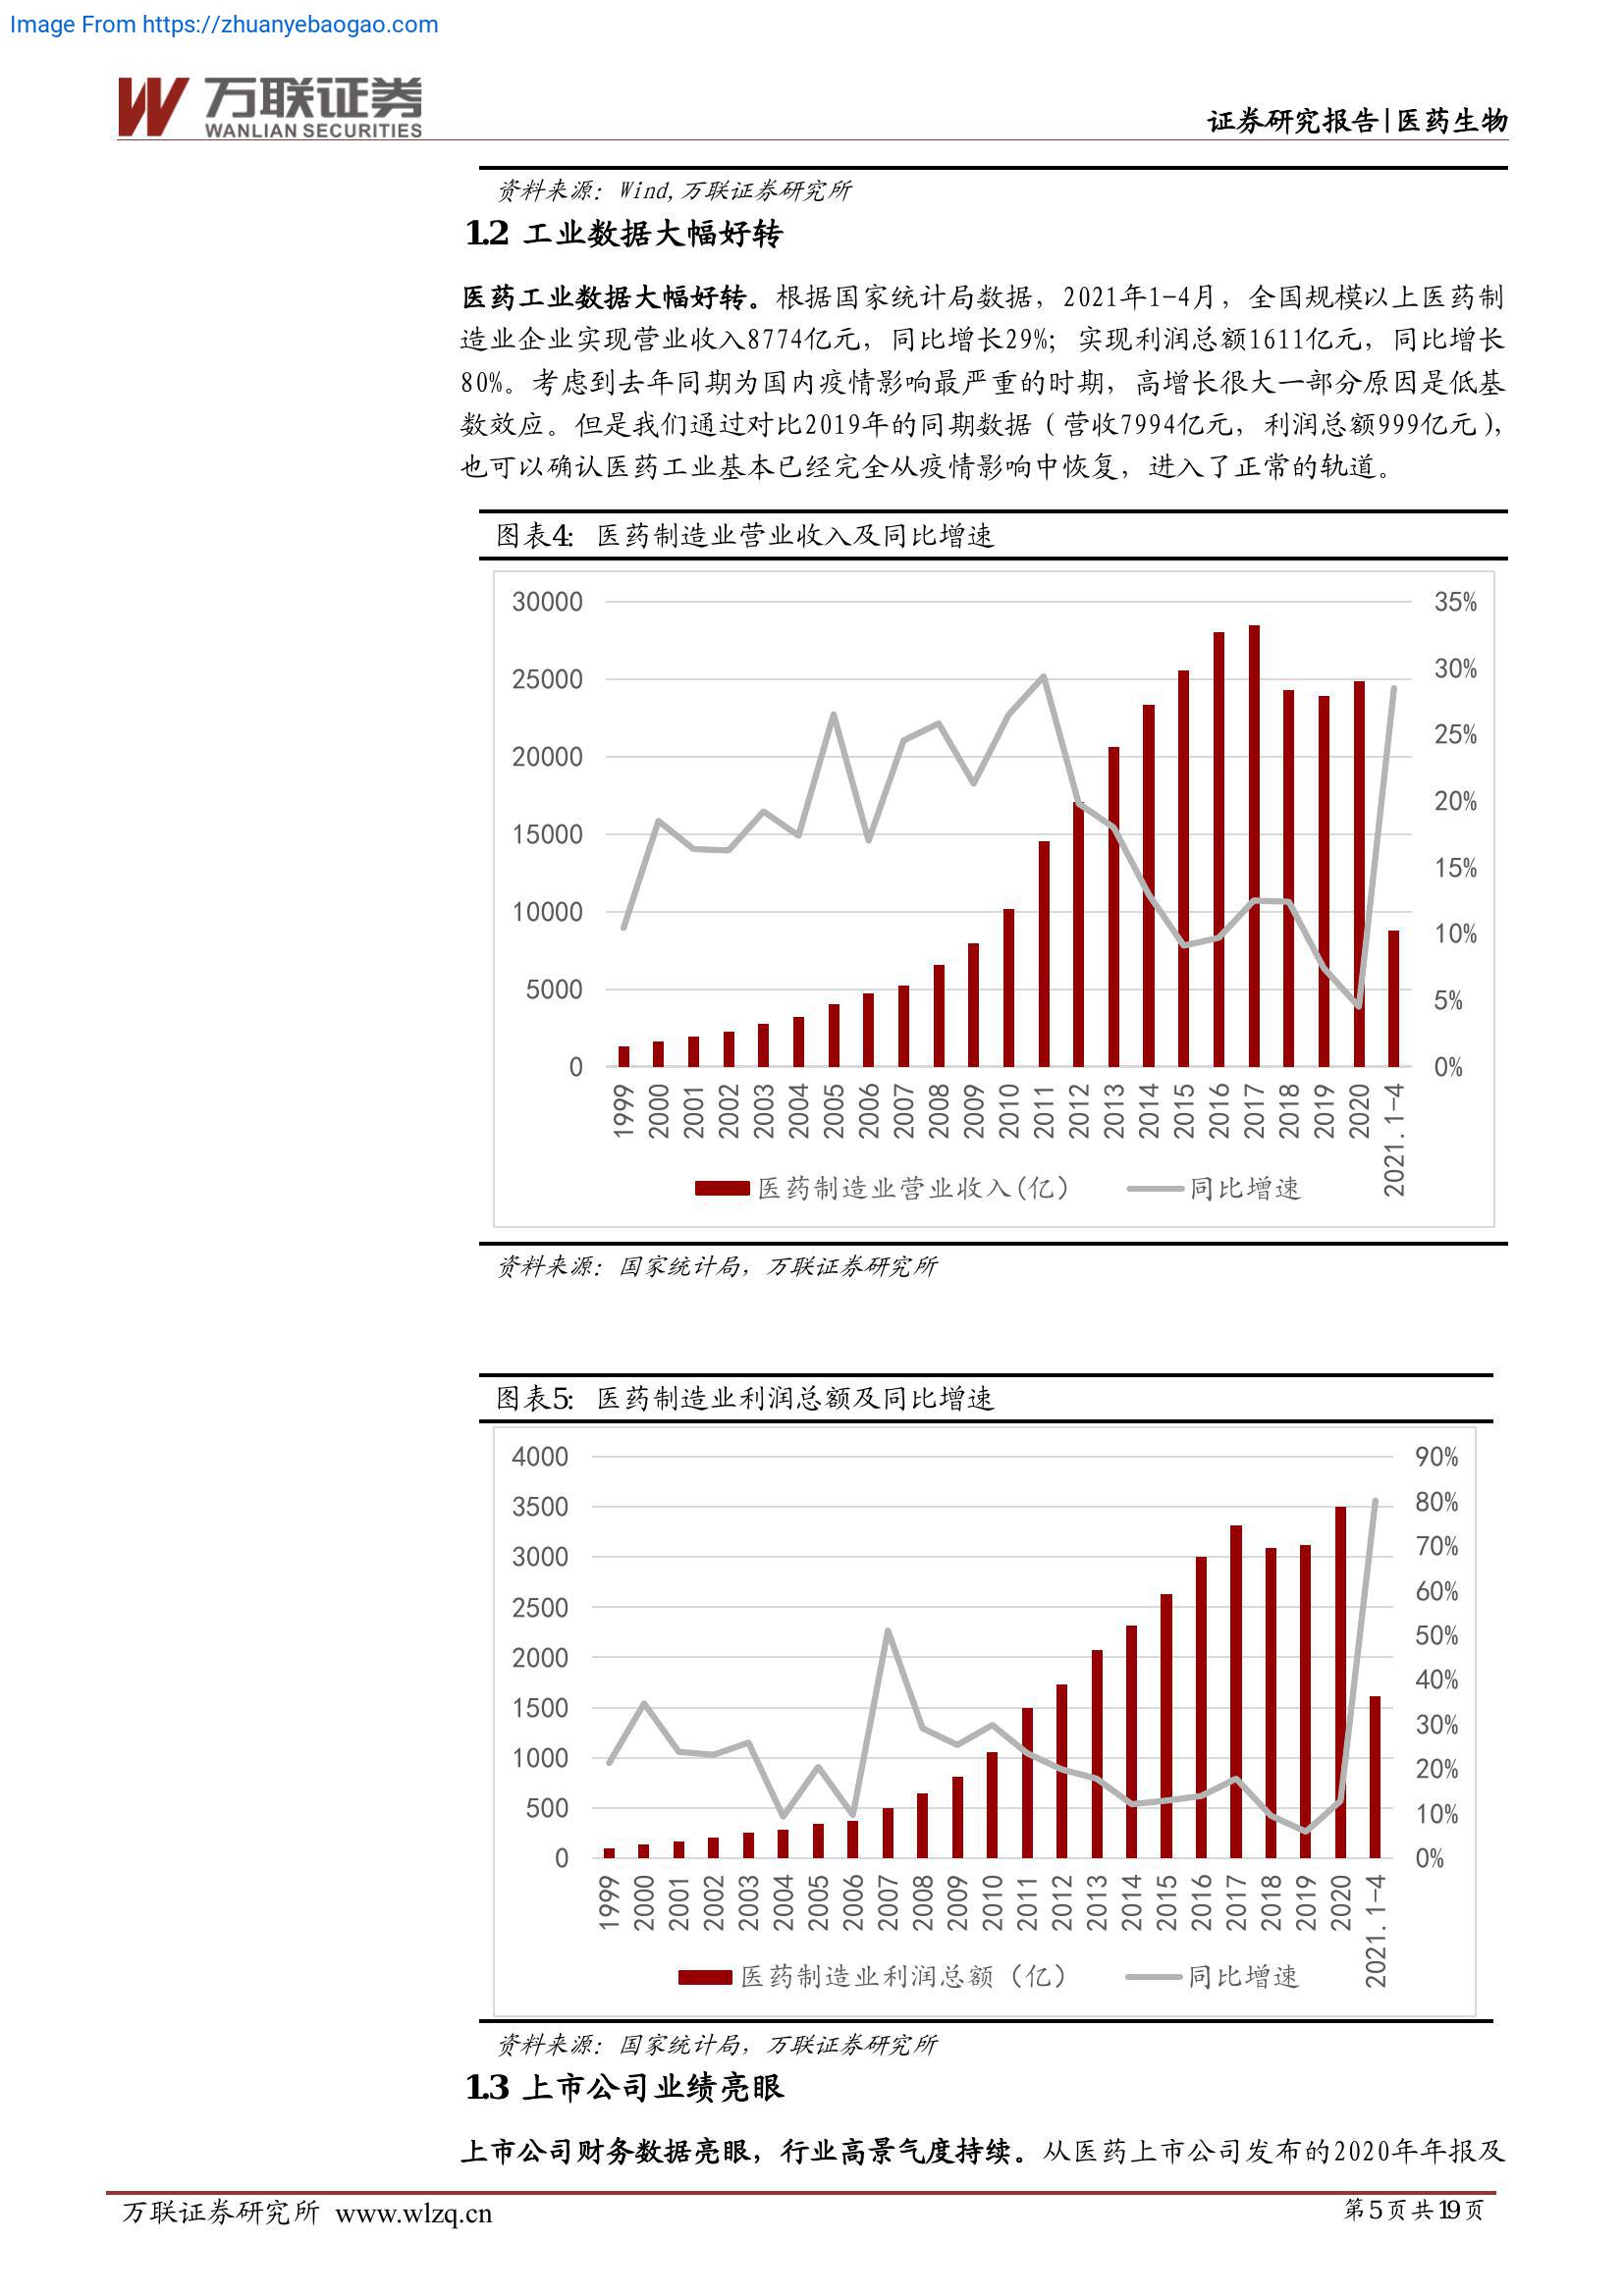 Image From https://zhuanyebaogao.com
万联证券
WANLIAN SECURITIES
证券研究报告|医药生物
资料来源：Wind,万联证券研究所
1.2 工业数据大幅好转
医药工业数据大幅好转。根据国家统计局数据，2021年1-4月，全国规模以上医药制
造业企业实现营业收入8774亿元，同比增长29%；实现利润总额1611亿元，同比增长
80%。考虑到去年同期为国内疫情影响最严重的时期，高增长很大一部分原因是低基
数效应。但是我们通过对比2019年的同期数据（营收7994亿元，利润总额999亿元），
也可以确认医药工业基本已经完全从疫情影响中恢复，进入了正常的轨道。
图表4： 医药制造业营业收入及同比增速
30000 35%
30%
25000
25%
20000
20%
15000
15%
10000
10%
5000
5%
0 0%
1999 2000 2001 2002 2003 2004 2005 2006 2007 2008 2009 2010 2011 2012 2013 2014 2015 2016 2017 2018 2019 2020 2021.1-4
医药制造业营业收入(亿) 同比增速
资料来源：国家统计局，万联证券研究所
图表5： 医药制造业利润总额及同比增速
4000 90%
3500 80%
70%
3000
60%
2500
50%
2000
40%
1500
30%
1000
20%
500
10%
0 0%
1999 2000 2001 2002 2003 2004 2005 2006 2007 2008 2009 2010 2011 2012 2013 2014 2015 2016 2017 2018 2019 2020 2021.1-4
医药制造业利润总额（亿） 同比增速
资料来源：国家统计局，万联证券研究所
1.3 上市公司业绩亮眼
上市公司财务数据亮眼，行业高景气度持续。从医药上市公司发布的2020年年报及
万联证券研究所 www.wlzq.cn 第5页共19页